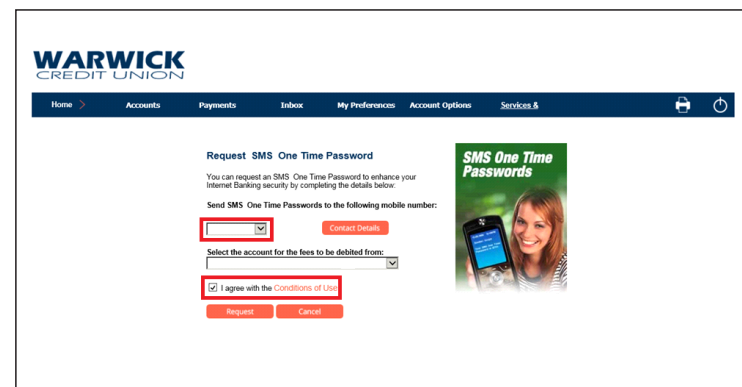 WARWICK
CREDIT UNION
Home Accounts Payments Inbox My Preferences Account Options Services &
Request SMS One Time Password
You can request an SMS One Time Password to enhance your
Internet Banking security by completing the details below:
Send SMS One Time Passwords to the following mobile number:
Contact Details
Select the account for the fees to be debited from:
I agree with the Conditions of Use
Request Cancel
SMS One Time
Passwords